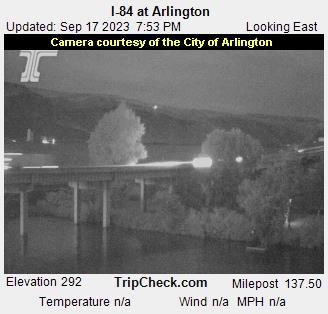 I-84 at Arlington
Updated: Sep 17 2023 7:53 PM Looking East
Camera courtesy of the City of Arlington
Elevation 292 TripCheck.com Milepost 137.50
Temperature n/a Wind n/a MPH n/a